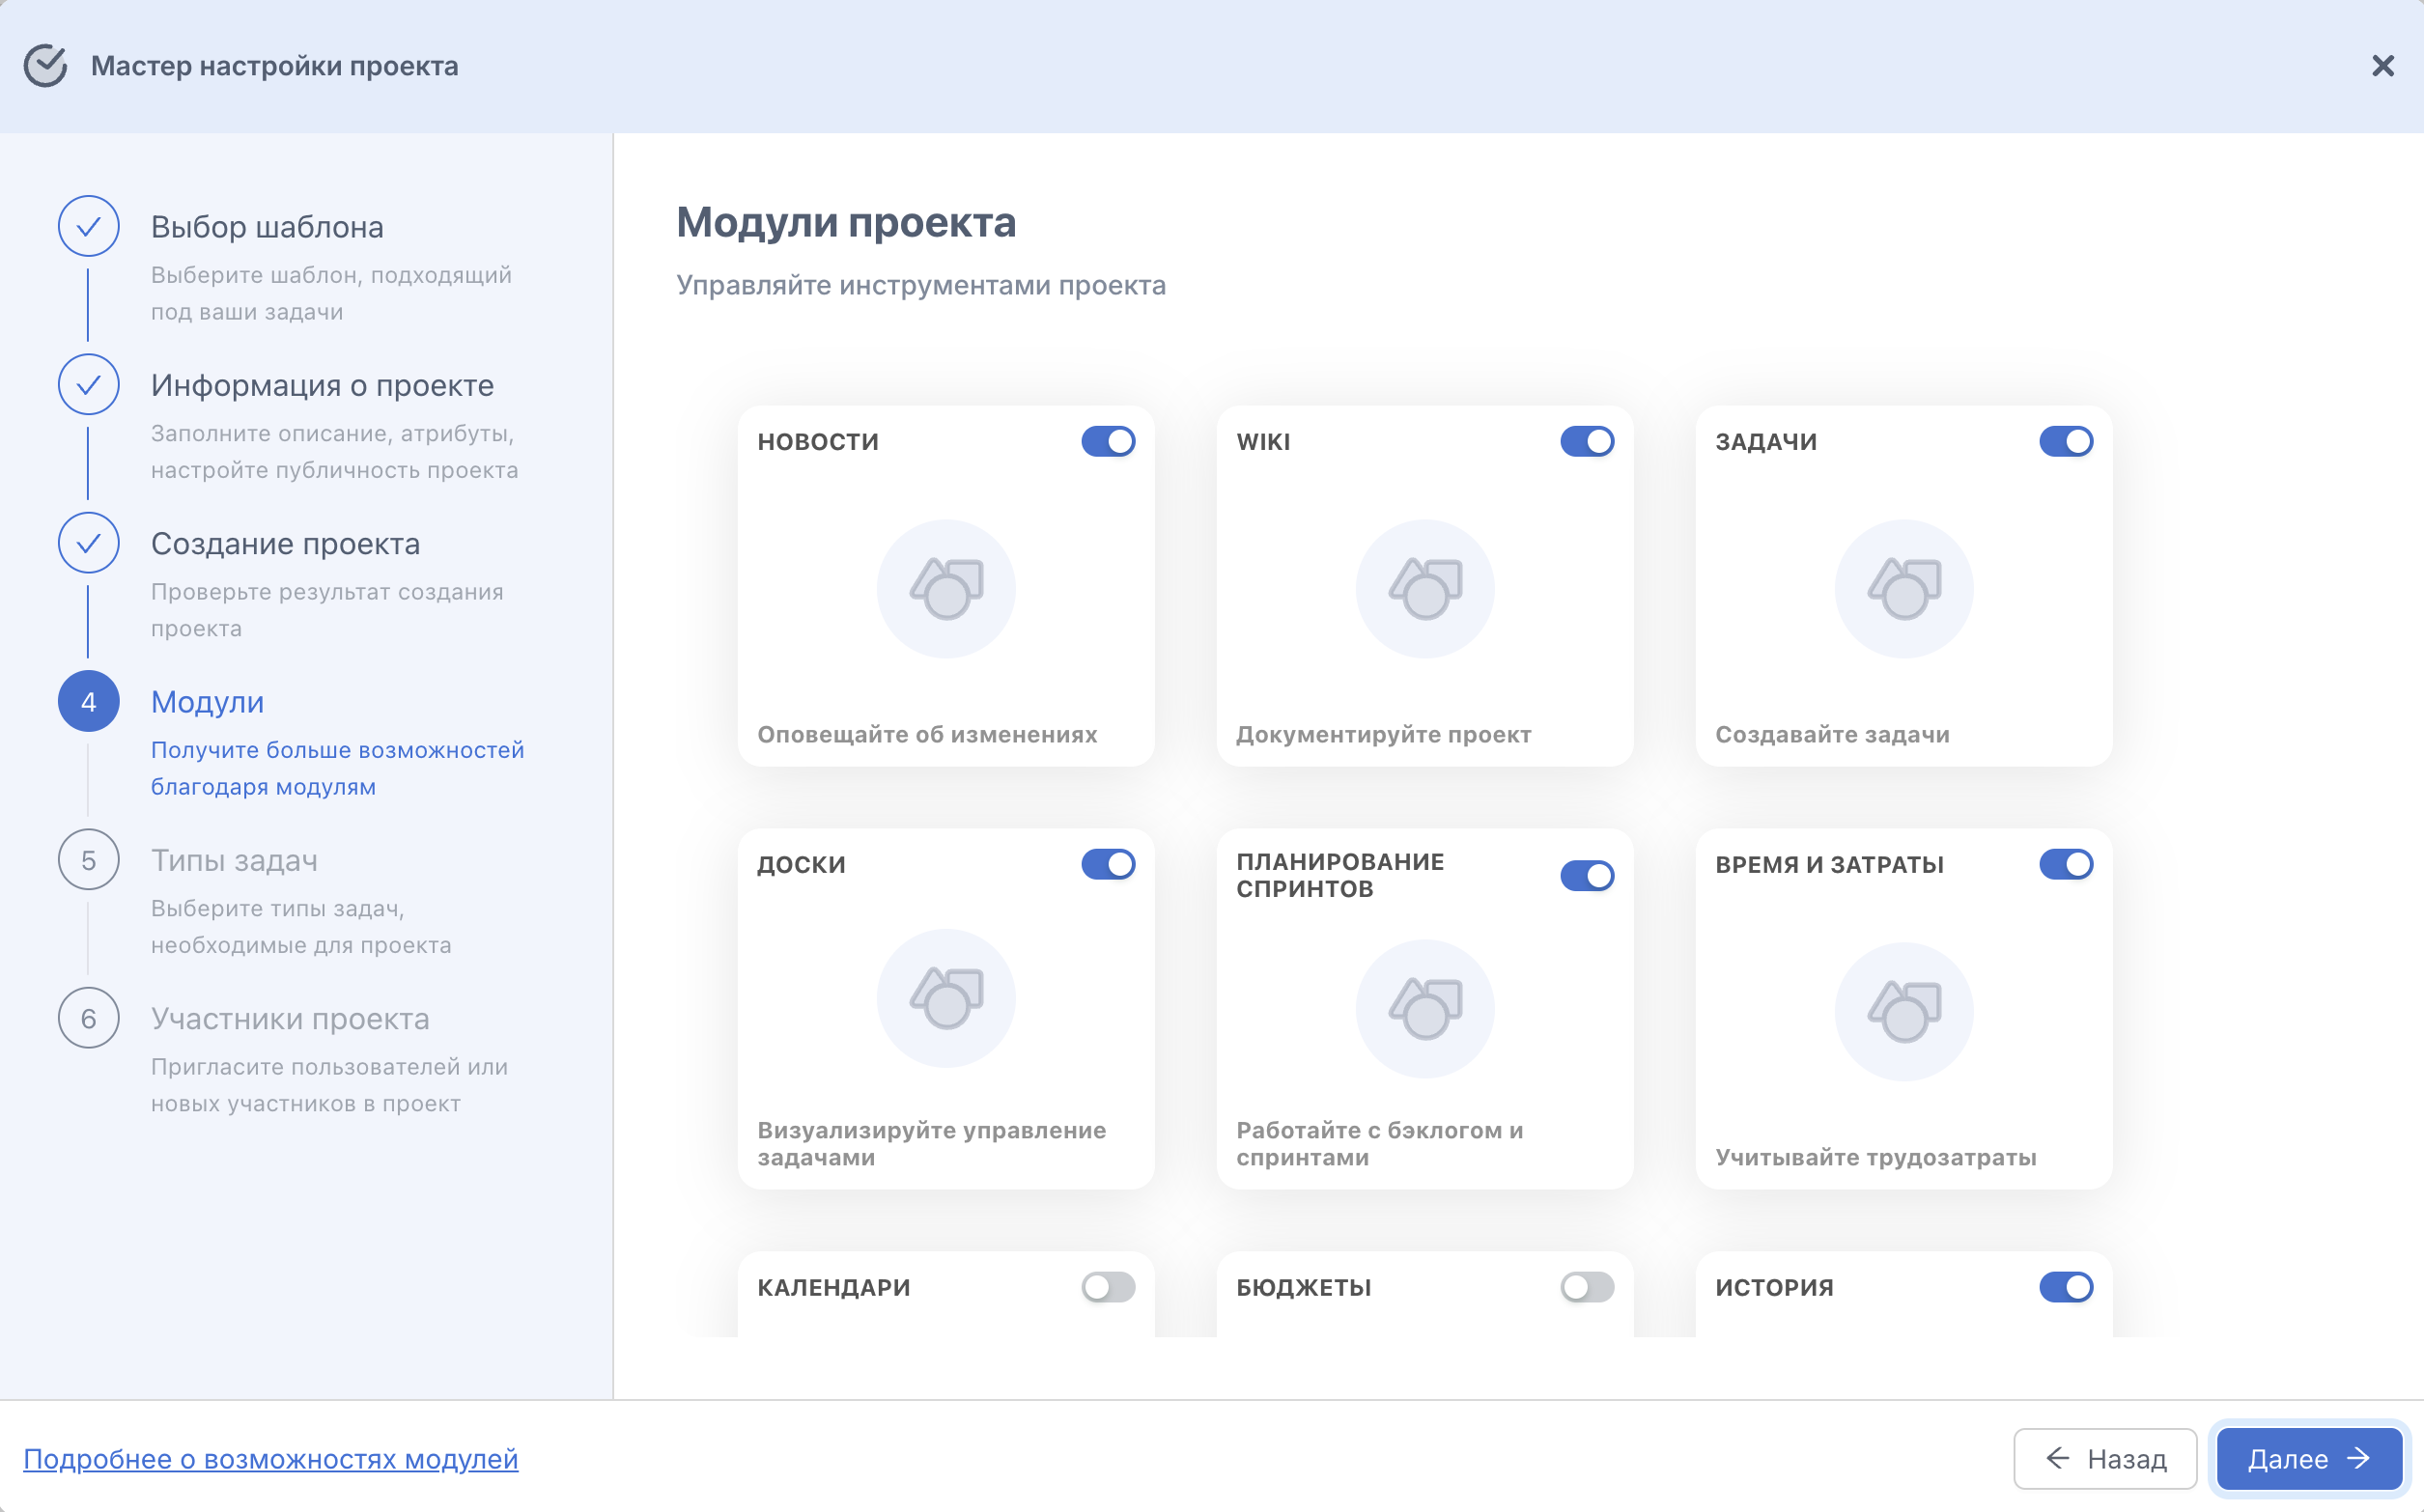 Мастер настройки проекта
Выбор шаблона
Выберите шаблон, подходящий
под ваши задачи
Информация о проекте
Заполните описание, атрибуты,
настройте публичность проекта
Создание проекта
Проверьте результат создания
проекта
4
Модули
Получите больше возможностей
благодаря модулям
5
Типы задач
Выберите типы задач,
необходимые для проекта
6
Участники проекта
Пригласите пользователей или
новых участников в проект
Модули проекта
Управляйте инструментами проекта
НОВОСТИ
Оповещайте об изменениях
WIKI
Документируйте проект
ЗАДАЧИ
Создавайте задачи
ДОСКИ
Визуализируйте управление
задачами
ПЛАНИРОВАНИЕ
СПРИНТОВ
Работайте с бэклогом и
спринтами
ВРЕМЯ И ЗАТРАТЫ
Учитывайте трудозатраты
КАЛЕНДАРИ
БЮДЖЕТЫ
ИСТОРИЯ
Подробнее о возможностях модулей
Назад
Далее